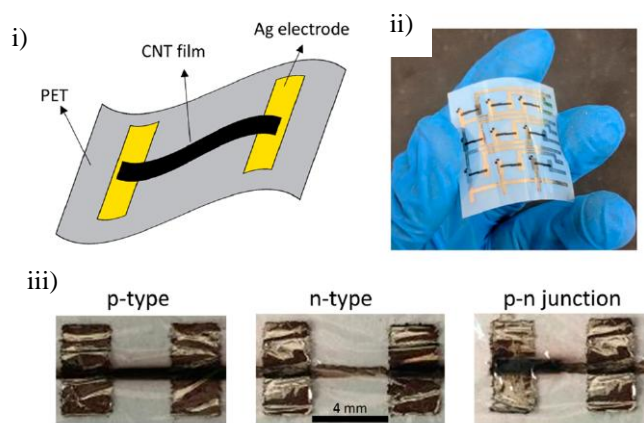 i)
Ag electrode
CNT film
PET
ii)
iii)
p-type
n-type
p-n junction
4 mm